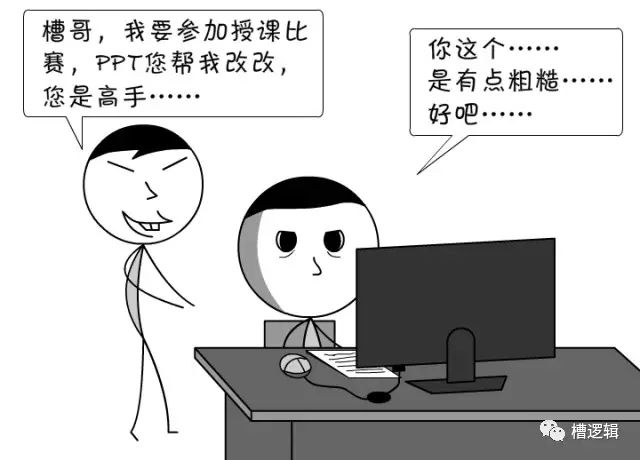 槽哥，我要参加授课比
赛，PPT您帮我改改，
您是高手……
你这个……
是有点粗糙……
好吧……
槽逻辑